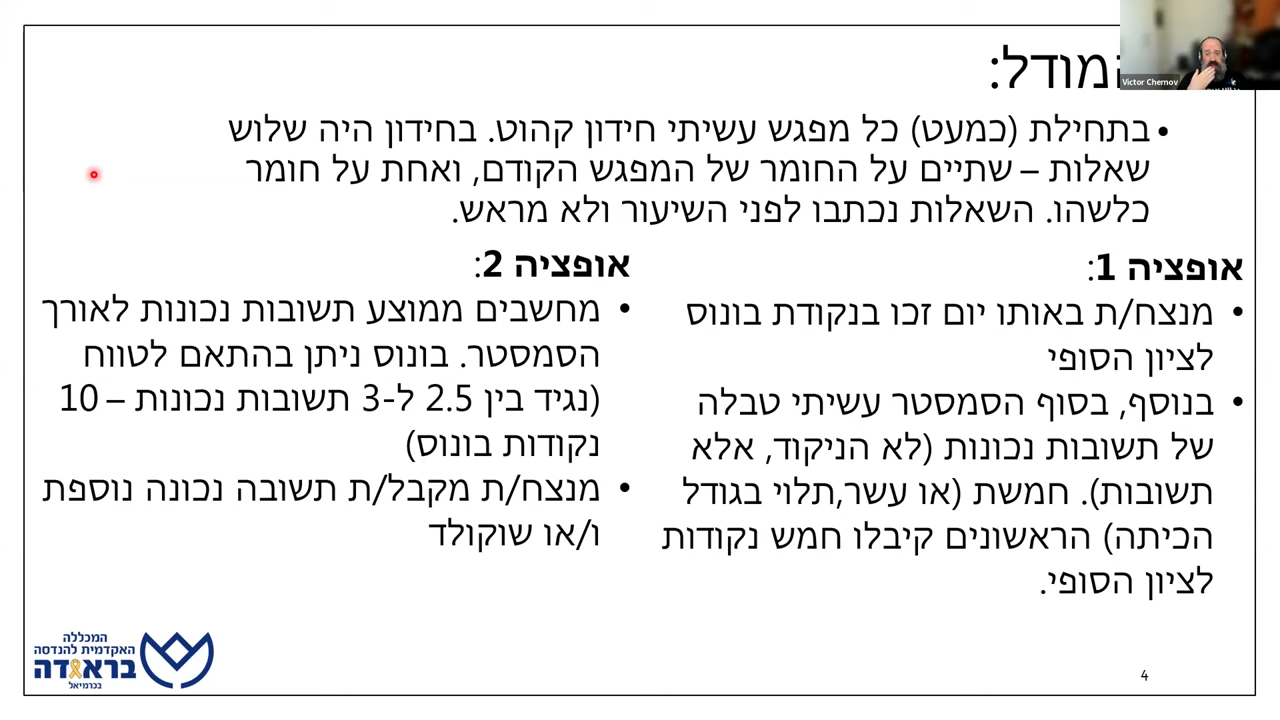 המודל:
Victor Chernov
• בתחילת (כמעט) כל מפגש עשיתי חידון קהוט. בחידון היה שלוש
שאלות – שתיים על החומר של המפגש הקודם, ואחת על חומר
כלשהו. השאלות נכתבו לפני השיעור ולא מראש.
אופציה 1:
• מנצח/ת באותו יום זכו בנקודת בונוס
לציון הסופי
• בנוסף, בסוף הסמסטר עשיתי טבלה
של תשובות נכונות (לא הניקוד, אלא
תשובות). חמשת (או עשר,תלוי בגודל
הכיתה) הראשונים קיבלו חמש נקודות
לציון הסופי.
אופציה 2:
• מחשבים ממוצע תשובות נכונות לאורך
הסמסטר. בונוס ניתן בהתאם לטווח
(נגיד בין 2.5 ל-3 תשובות נכונות – 10
נקודות בונוס)
• מנצח/ת מקבל/ת תשובה נכונה נוספת
ו/או שוקולד
המכללה
האקדמית להנדסה
בראודה
בכרמיאל
4